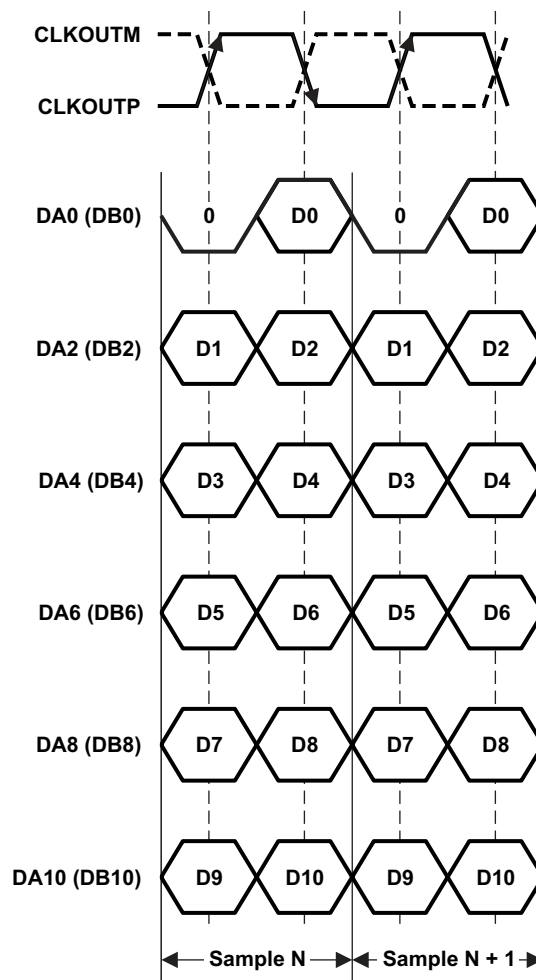 CLKOUTM
CLKOUTP
DA0 (DB0) 0 D0 0 D0
DA2 (DB2) D1 D2 D1 D2
DA4 (DB4) D3 D4 D3 D4
DA6 (DB6) D5 D6 D5 D6
DA8 (DB8) D7 D8 D7 D8
DA10 (DB10) D9 D10 D9 D10
Sample N Sample N + 1